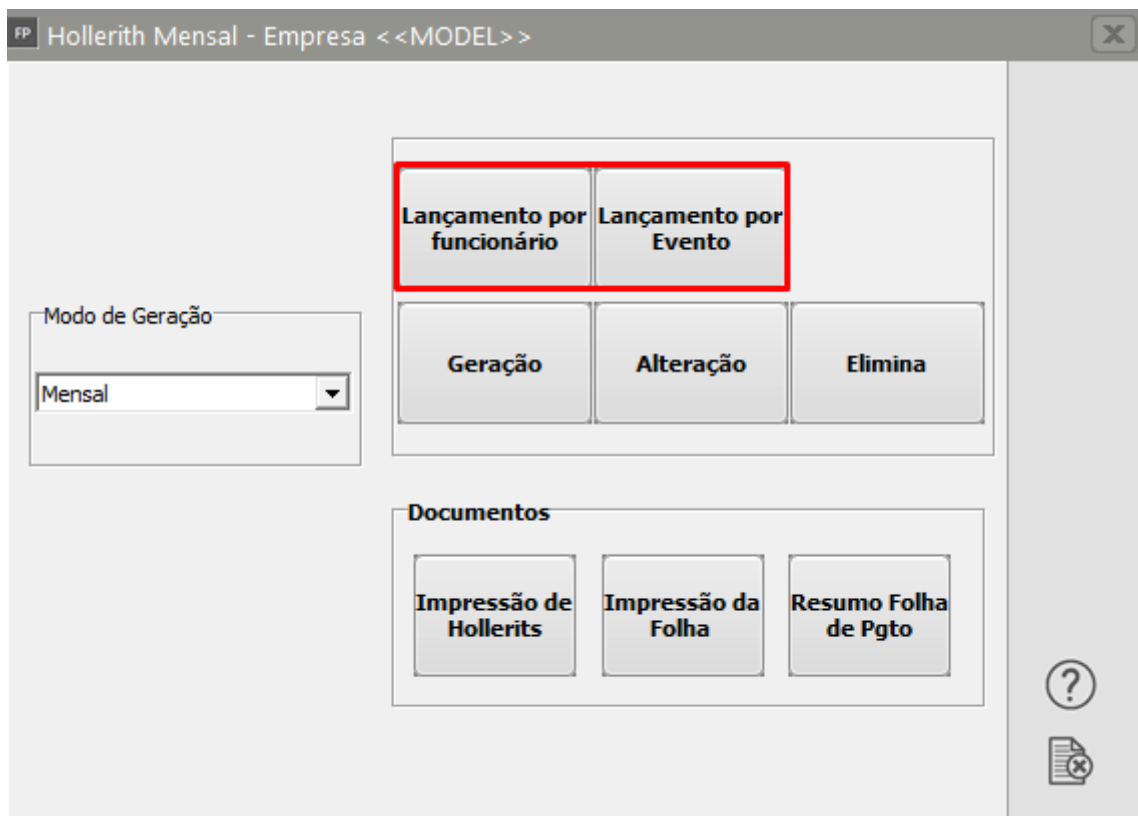 FP Hollerith Mensal - Empresa <<MODEL>>
Lançamento por
funcionário
Lançamento por
Evento
Modo de Geração
Mensal
Geração
Alteração
Elimina
Documentos
Impressão de
Hollerits
Impressão da
Folha
Resumo Folha
de Pgto
?